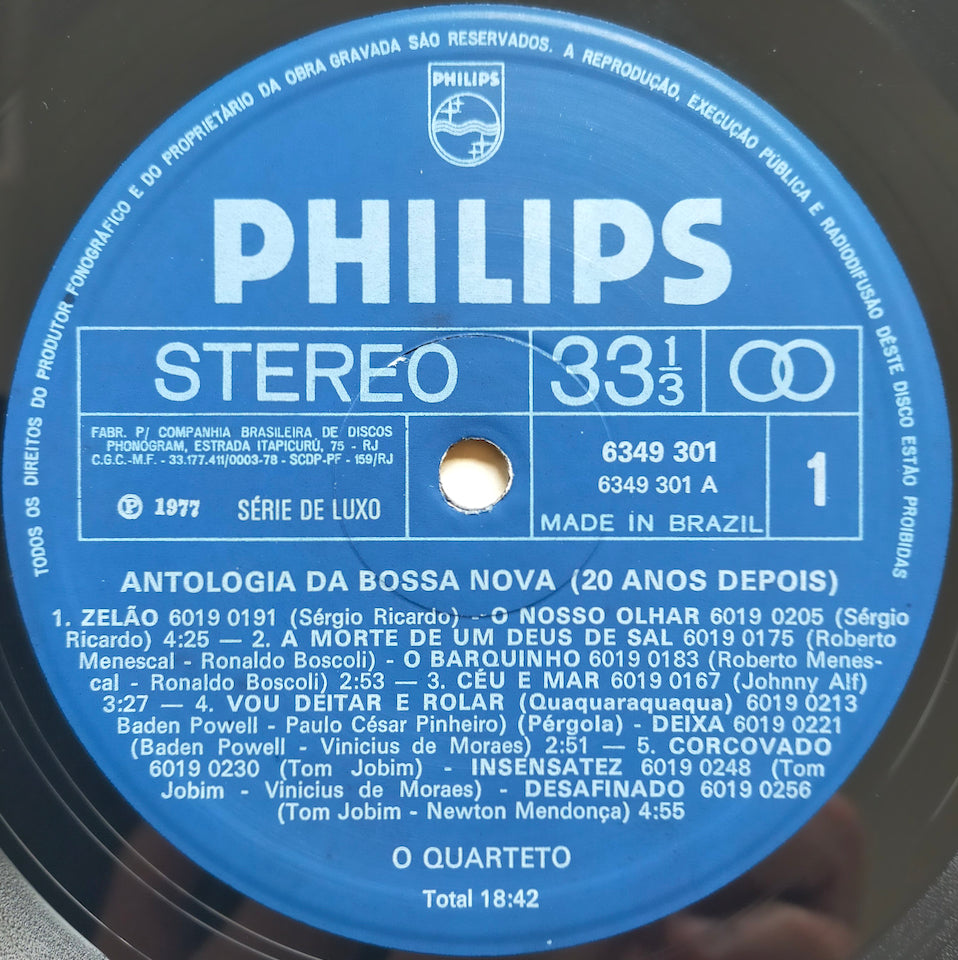 TODOS OS DIREITOS DO PRODUTOR FONOGRÁFICO E DO PROPRIETÁRIO DA OBRA GRAVADA SÃO RESERVADOS. A REPRODUÇÃO, EXECUÇÃO PÚBLICA E RADIODIFUSÃO DÊSTE DISCO ESTÃO PROIBIDAS
PHILIPS
PHILIPS
STEREO
33 1/3
FABR. P/ COMPANHIA BRASILEIRA DE DISCOS
PHONOGRAM, ESTRADA ITAPICURÚ, 75 - RJ
C.G.C.-M.F. - 33.177.411/0003-78 - SCDP-PF - 159/RJ
℗ 1977 SÉRIE DE LUXO
6349 301
6349 301 A
MADE IN BRAZIL
1
ANTOLOGIA DA BOSSA NOVA (20 ANOS DEPOIS)
1. ZELÃO 6019 0191 (Sérgio Ricardo) - O NOSSO OLHAR 6019 0205 (Sérgio
Ricardo) 4:25 — 2. A MORTE DE UM DEUS DE SAL 6019 0175 (Roberto
Menescal - Ronaldo Boscoli) - O BARQUINHO 6019 0183 (Roberto Menes-
cal - Ronaldo Boscoli) 2:53 — 3. CÉU E MAR 6019 0167 (Johnny Alf)
3:27 — 4. VOU DEITAR E ROLAR (Quaquaraquaqua) 6019 0213
Baden Powell - Paulo César Pinheiro) (Pérgola) - DEIXA 6019 0221
(Baden Powell - Vinicius de Moraes) 2:51 — 5. CORCOVADO
6019 0230 (Tom Jobim) - INSENSATEZ 6019 0248 (Tom
Jobim - Vinicius de Moraes) - DESAFINADO 6019 0256
(Tom Jobim - Newton Mendonça) 4:55
O QUARTETO
Total 18:42